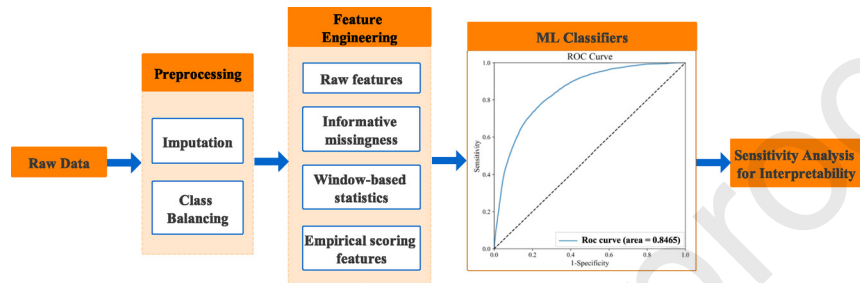 Raw Data
Preprocessing
Imputation
Class
Balancing
Feature
Engineering
Raw features
Informative
missingness
Window-based
statistics
Empirical scoring
features
ML Classifiers
ROC Curve
Sensitivity
1.0
0.8
0.6
0.4
0.2
0.0
0.0 0.2 0.4 0.6 0.8 1.0
1-Specificity
Roc curve (area = 0.8465)
Sensitivity Analysis
for Interpretability